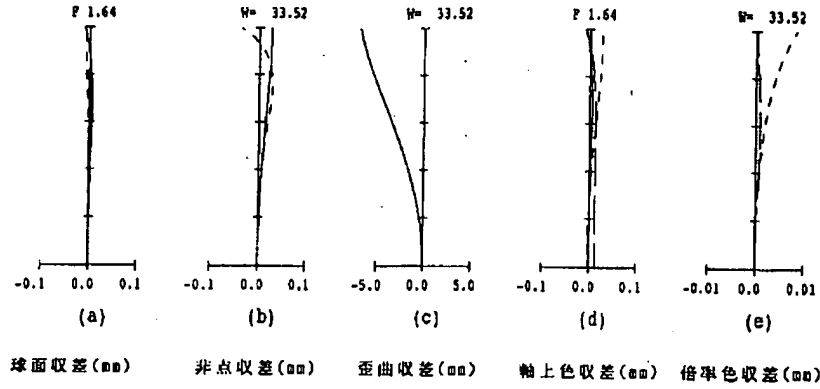 F 1.64 W= 33.52 W= 33.52 F 1.64 W= 33.52
-0.1 0.0 0.1 -0.1 0.0 0.1 -5.0 0.0 5.0 -0.1 0.0 0.1 -0.01 0.0 0.01
(a) (b) (c) (d) (e)
球面収差(mm) 非点収差(mm) 歪曲収差(mm) 軸上色収差(mm) 倍率色収差(mm)